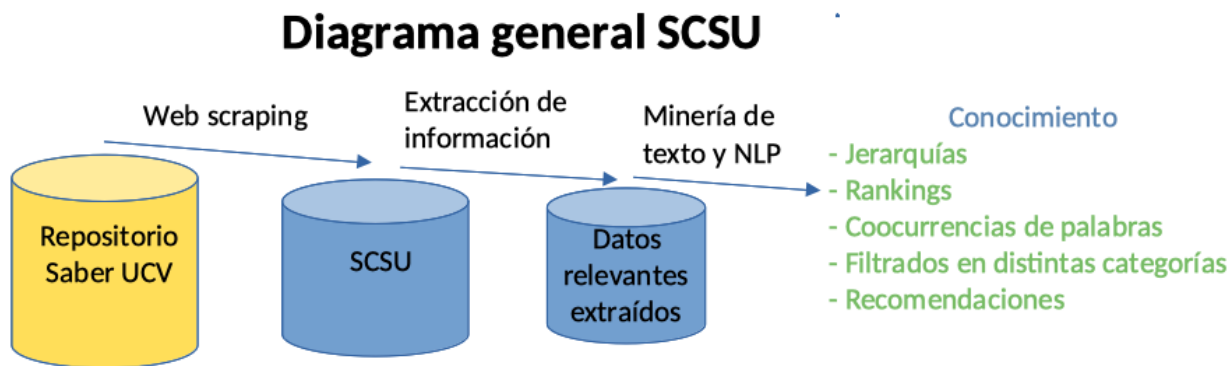 Diagrama general SCSU
Web scraping
Extracción de
información
Minería de
texto y NLP
Conocimiento
- Jerarquías
- Rankings
- Coocurrencias de palabras
- Filtrados en distintas categorías
- Recomendaciones
Repositorio
Saber UCV
SCSU
Datos
relevantes
extraídos